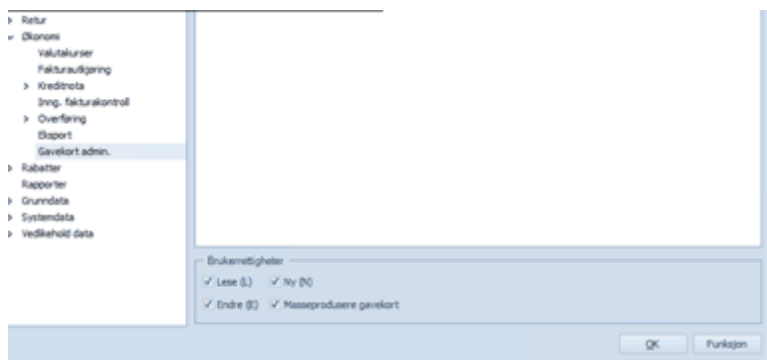 Retur
Økonomi
Valutakurser
Fakturautkjøring
Kreditnota
Inng. fakturakontroll
Overføring
Eksport
Gavekort admin.
Rabatter
Rapporter
Grunndata
Systemdata
Vedlikehold data
Brukerrettigheter
Lese (L) Ny (N)
Endre (E) Masseprodusere gavekort
OK Funksjon